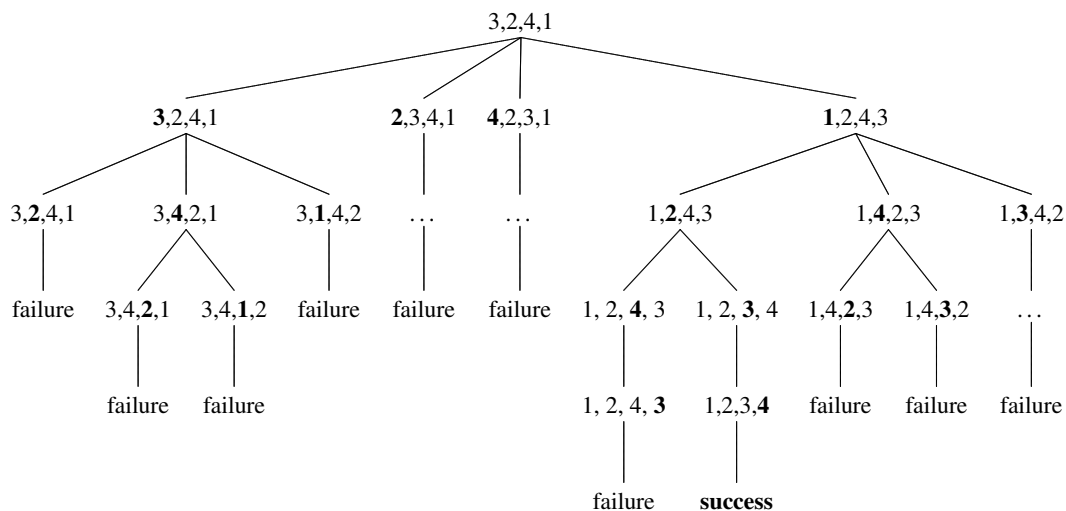 3,2,4,1
3,2,4,1 2,3,4,1 4,2,3,1 1,2,4,3
3,2,4,1 3,4,2,1 3,1,4,2 ... ... 1,2,4,3 1,4,2,3 1,3,4,2
failure 3,4,2,1 3,4,1,2 failure failure failure 1, 2, 4, 3 1, 2, 3, 4 1,4,2,3 1,4,3,2 ...
failure failure 1, 2, 4, 3 1,2,3,4 failure failure failure
failure success